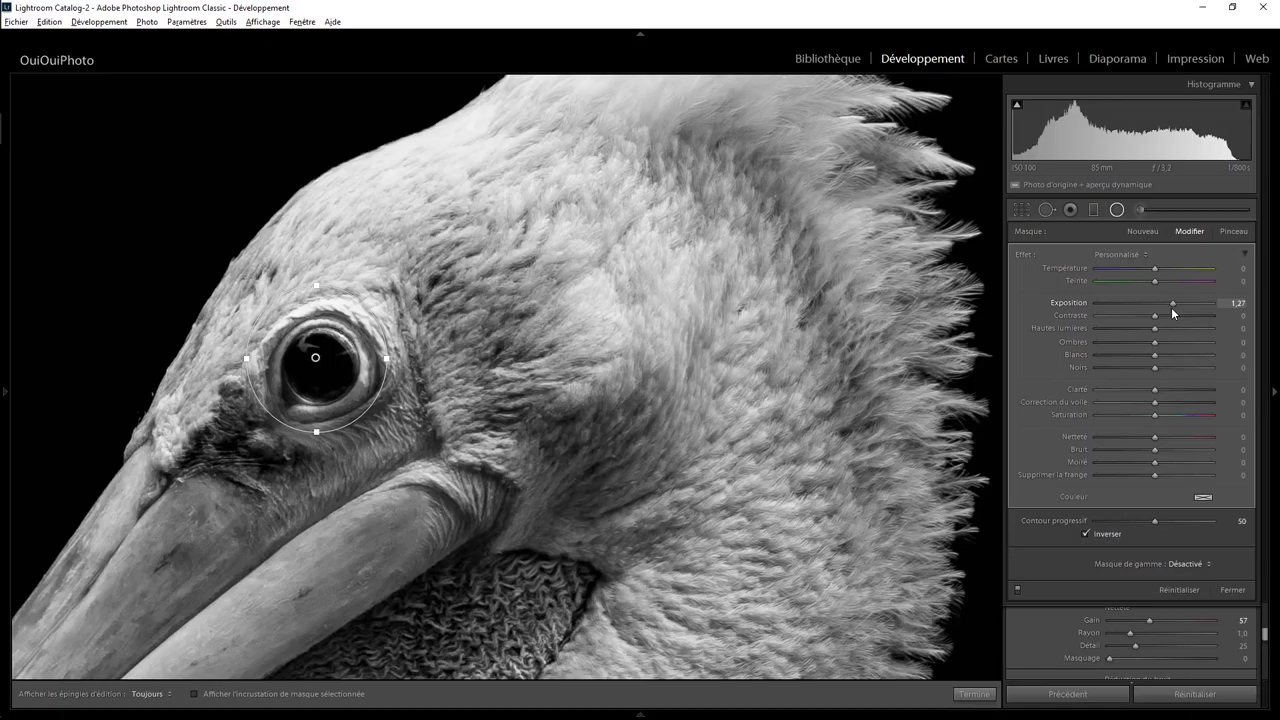 Lightroom Catalog-2 - Adobe Photoshop Lightroom Classic - Développement
Fichier Edition Développement Photo Paramètres Outils Affichage Fenêtre Aide
OuiOuiPhoto
Bibliothèque | Développement | Cartes | Livres | Diaporama | Impression | Web
Histogramme
ISO 100 85mm ƒ/3,2 1/800s
Photo d'origine + aperçu dynamique
Masque : Nouveau Modifier Pinceau
Effet : Personnalisé
Température 0
Teinte 0
Exposition 1,27
Contraste 0
Hautes lumières 0
Ombres 0
Blancs 0
Noirs 0
Clarté 0
Correction du voile 0
Saturation 0
Netteté 0
Bruit 0
Moiré 0
Supprimer la frange 0
Couleur
Contour progressif 50
Inverser
Masque de gamme : Désactivé
Réinitialiser Fermer
Netteté
Gain 57
Rayon 1,0
Détail 25
Masquage 0
Afficher les épingles d'édition : Toujours Afficher l'incrustation de masque sélectionnée Terminé
Précédent Réinitialiser